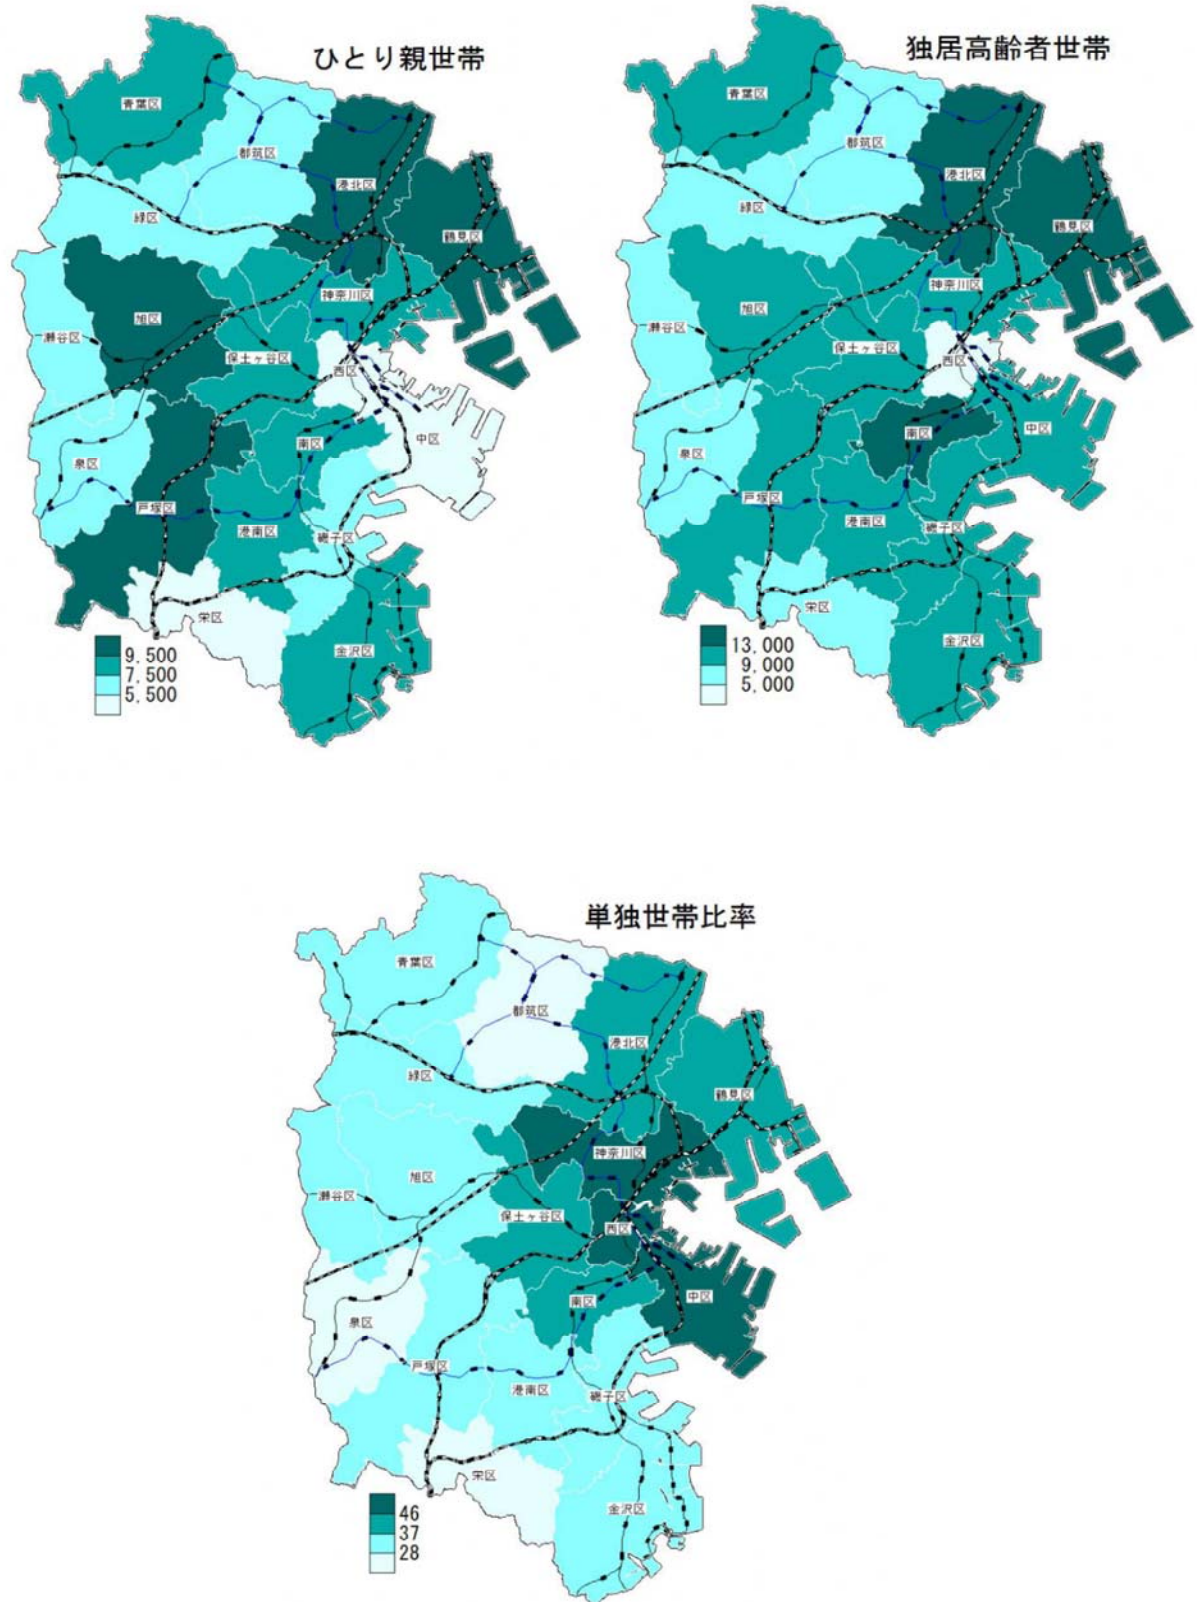 ひとり親世帯
青葉区
都筑区
港北区
鶴見区
緑区
神奈川区
旭区
瀬谷区
保土ヶ谷区
西区
中区
南区
泉区
戸塚区
港南区
磯子区
栄区
金沢区
9,500
7,500
5,500
独居高齢者世帯
青葉区
都筑区
港北区
鶴見区
緑区
神奈川区
旭区
瀬谷区
保土ヶ谷区
西区
中区
南区
泉区
戸塚区
港南区
磯子区
栄区
金沢区
13,000
9,000
5,000
単独世帯比率
青葉区
都筑区
港北区
鶴見区
緑区
神奈川区
旭区
瀬谷区
保土ヶ谷区
西区
中区
南区
泉区
戸塚区
港南区
磯子区
栄区
金沢区
46
37
28